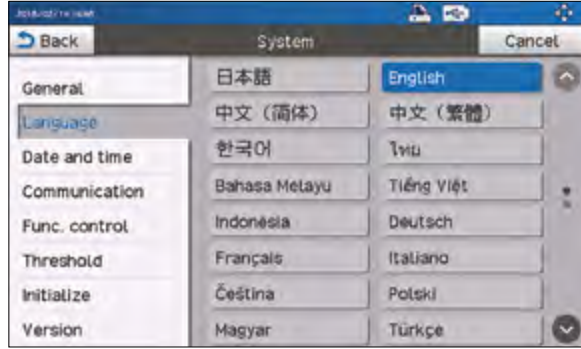 Back
System
Cancel
General
Language
Date and time
Communication
Func. control
Threshold
Initialize
Version
日本語
English
中文（简体）
中文（繁體）
한국어
ไทย
Bahasa Melayu
Tiếng Việt
Indonesia
Deutsch
Français
Italiano
Čeština
Polski
Magyar
Türkçe